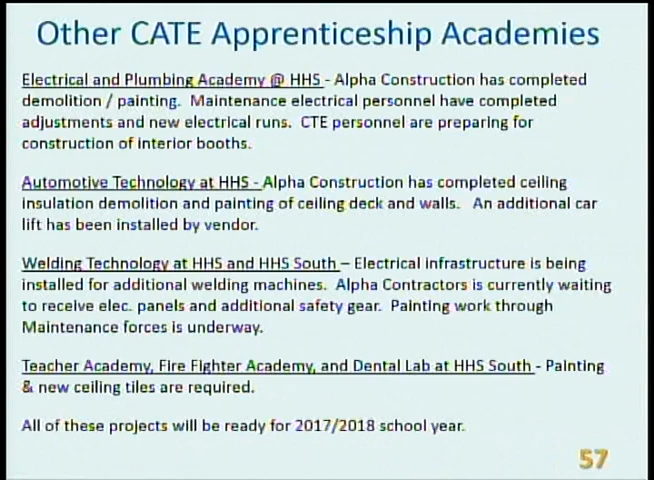 Other CATE Apprenticeship Academies
Electrical and Plumbing Academy @ HHS - Alpha Construction has completed
demolition / painting. Maintenance electrical personnel have completed
adjustments and new electrical runs. CTE personnel are preparing for
construction of interior booths.
Automotive Technology at HHS - Alpha Construction has completed ceiling
insulation demolition and painting of ceiling deck and walls. An additional car
lift has been installed by vendor.
Welding Technology at HHS and HHS South – Electrical infrastructure is being
installed for additional welding machines. Alpha Contractors is currently waiting
to receive elec. panels and additional safety gear. Painting work through
Maintenance forces is underway.
Teacher Academy, Fire Fighter Academy, and Dental Lab at HHS South - Painting
& new ceiling tiles are required.
All of these projects will be ready for 2017/2018 school year.
57